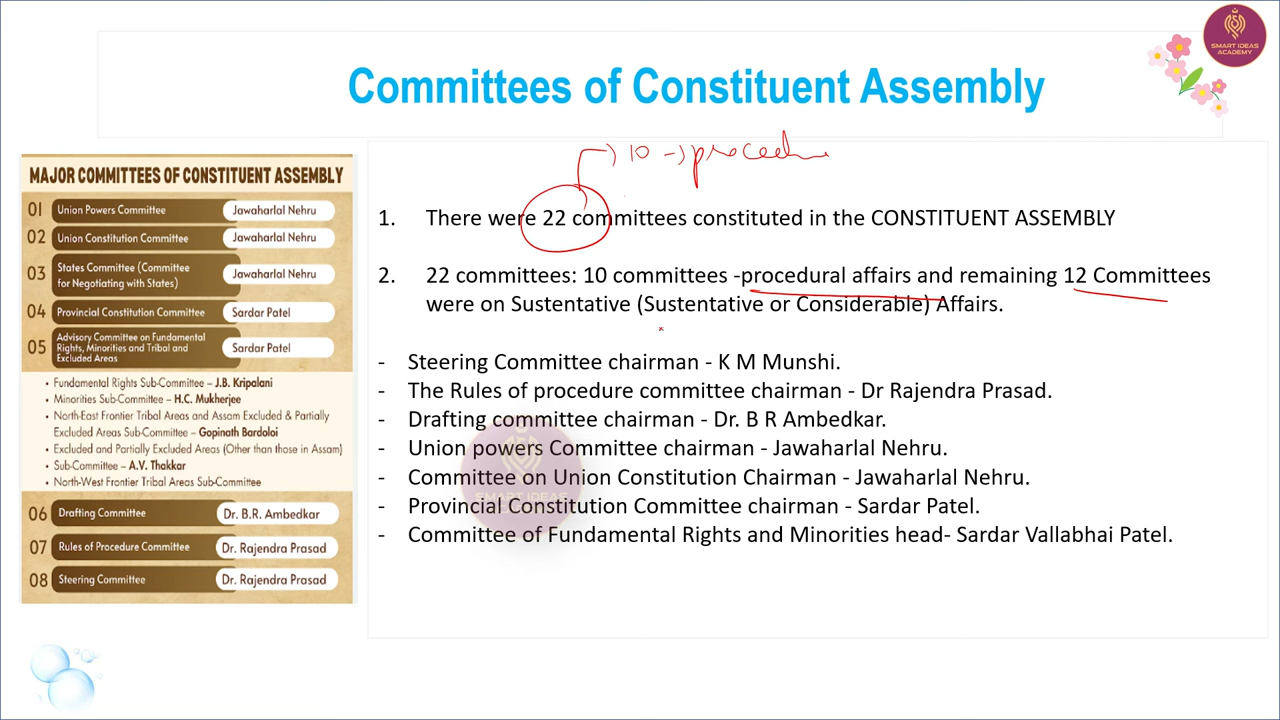 SMART IDEAS
ACADEMY
Committees of Constituent Assembly
MAJOR COMMITTEES OF CONSTITUENT ASSEMBLY
01 Union Powers Committee Jawaharlal Nehru
02 Union Constitution Committee Jawaharlal Nehru
03 States Committee (Committee
for Negotiating with States) Jawaharlal Nehru
04 Provincial Constitution Committee Sardar Patel
05 Advisory Committee on Fundamental
Rights, Minorities and Tribal and
Excluded Areas Sardar Patel
• Fundamental Rights Sub-Committee – J.B. Kripalani
• Minorities Sub-Committee – H.C. Mukherjee
• North-East Frontier Tribal Areas and Assam Excluded & Partially
Excluded Areas Sub-Committee – Gopinath Bardoloi
• Excluded and Partially Excluded Areas (Other than those in Assam)
• Sub-Committee – A.V. Thakkar
• North-West Frontier Tribal Areas Sub-Committee
06 Drafting Committee Dr. B.R. Ambedkar
07 Rules of Procedure Committee Dr. Rajendra Prasad
08 Steering Committee Dr. Rajendra Prasad
10 →
1. There were 22 committees constituted in the CONSTITUENT ASSEMBLY
2. 22 committees: 10 committees -procedural affairs and remaining 12 Committees
were on Sustentative (Sustentative or Considerable) Affairs.
- Steering Committee chairman - K M Munshi.
- The Rules of procedure committee chairman - Dr Rajendra Prasad.
- Drafting committee chairman - Dr. B R Ambedkar.
- Union powers Committee chairman - Jawaharlal Nehru.
- Committee on Union Constitution Chairman - Jawaharlal Nehru.
- Provincial Constitution Committee chairman - Sardar Patel.
- Committee of Fundamental Rights and Minorities head- Sardar Vallabhai Patel.
SMART IDEAS